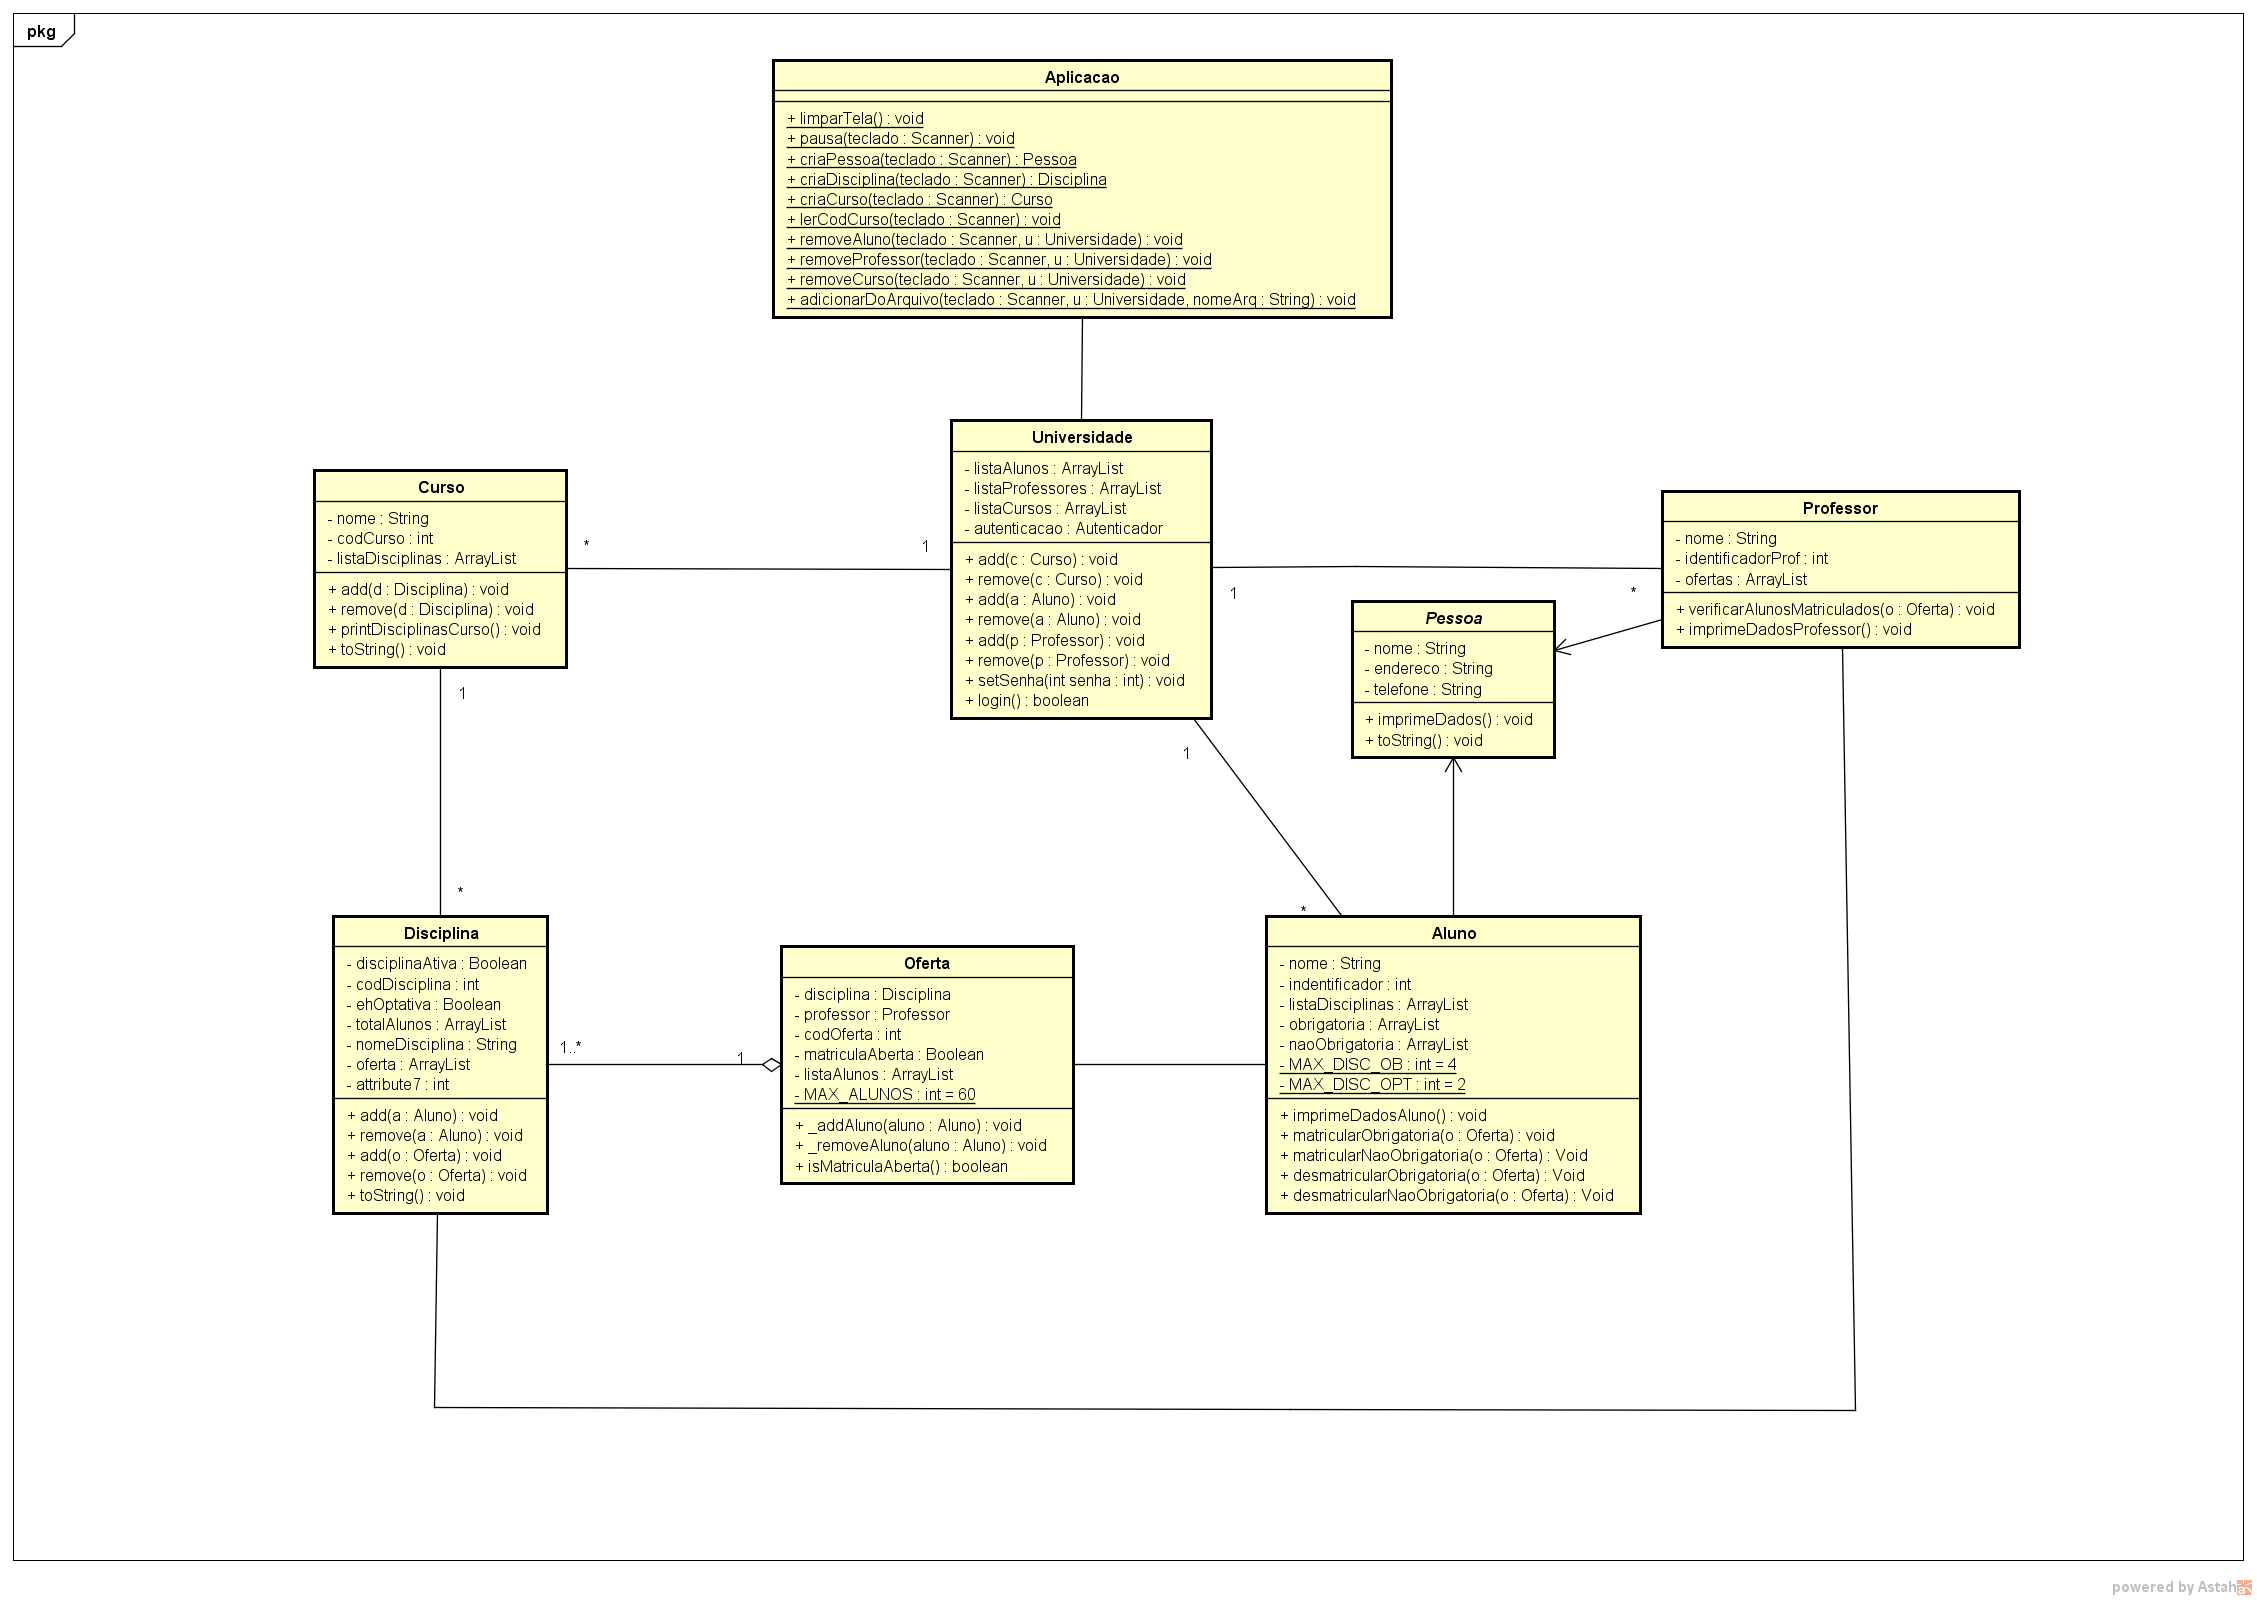 pkg
Aplicacao
+ limparTela() : void
+ pausa(teclado : Scanner) : void
+ criaPessoa(teclado : Scanner) : Pessoa
+ criaDisciplina(teclado : Scanner) : Disciplina
+ criaCurso(teclado : Scanner) : Curso
+ lerCodCurso(teclado : Scanner) : void
+ removeAluno(teclado : Scanner, u : Universidade) : void
+ removeProfessor(teclado : Scanner, u : Universidade) : void
+ removeCurso(teclado : Scanner, u : Universidade) : void
+ adicionarDoArquivo(teclado : Scanner, u : Universidade, nomeArq : String) : void
Universidade
- listaAlunos : ArrayList
- listaProfessores : ArrayList
- listaCursos : ArrayList
- autenticacao : Autenticador
+ add(c : Curso) : void
+ remove(c : Curso) : void
+ add(a : Aluno) : void
+ remove(a : Aluno) : void
+ add(p : Professor) : void
+ remove(p : Professor) : void
+ setSenha(int senha : int) : void
+ login() : boolean
Curso
- nome : String
- codCurso : int
- listaDisciplinas : ArrayList
+ add(d : Disciplina) : void
+ remove(d : Disciplina) : void
+ printDisciplinasCurso() : void
+ toString() : void
*
1
Professor
- nome : String
- identificadorProf : int
- ofertas : ArrayList
+ verificarAlunosMatriculados(o : Oferta) : void
+ imprimeDadosProfessor() : void
1
*
Pessoa
- nome : String
- endereco : String
- telefone : String
+ imprimeDados() : void
+ toString() : void
1
1
*
*
Disciplina
- disciplinaAtiva : Boolean
- codDisciplina : int
- ehOptativa : Boolean
- totalAlunos : ArrayList
- nomeDisciplina : String
- oferta : ArrayList
- attribute7 : int
+ add(a : Aluno) : void
+ remove(a : Aluno) : void
+ add(o : Oferta) : void
+ remove(o : Oferta) : void
+ toString() : void
1..*
1
Oferta
- disciplina : Disciplina
- professor : Professor
- codOferta : int
- matriculaAberta : Boolean
- listaAlunos : ArrayList
- MAX_ALUNOS : int = 60
+ _addAluno(aluno : Aluno) : void
+ _removeAluno(aluno : Aluno) : void
+ isMatriculaAberta() : boolean
Aluno
- nome : String
- indentificador : int
- listaDisciplinas : ArrayList
- obrigatoria : ArrayList
- naoObrigatoria : ArrayList
- MAX_DISC_OB : int = 4
- MAX_DISC_OPT : int = 2
+ imprimeDadosAluno() : void
+ matricularObrigatoria(o : Oferta) : void
+ matricularNaoObrigatoria(o : Oferta) : Void
+ desmatricularObrigatoria(o : Oferta) : Void
+ desmatricularNaoObrigatoria(o : Oferta) : Void
powered by Astah